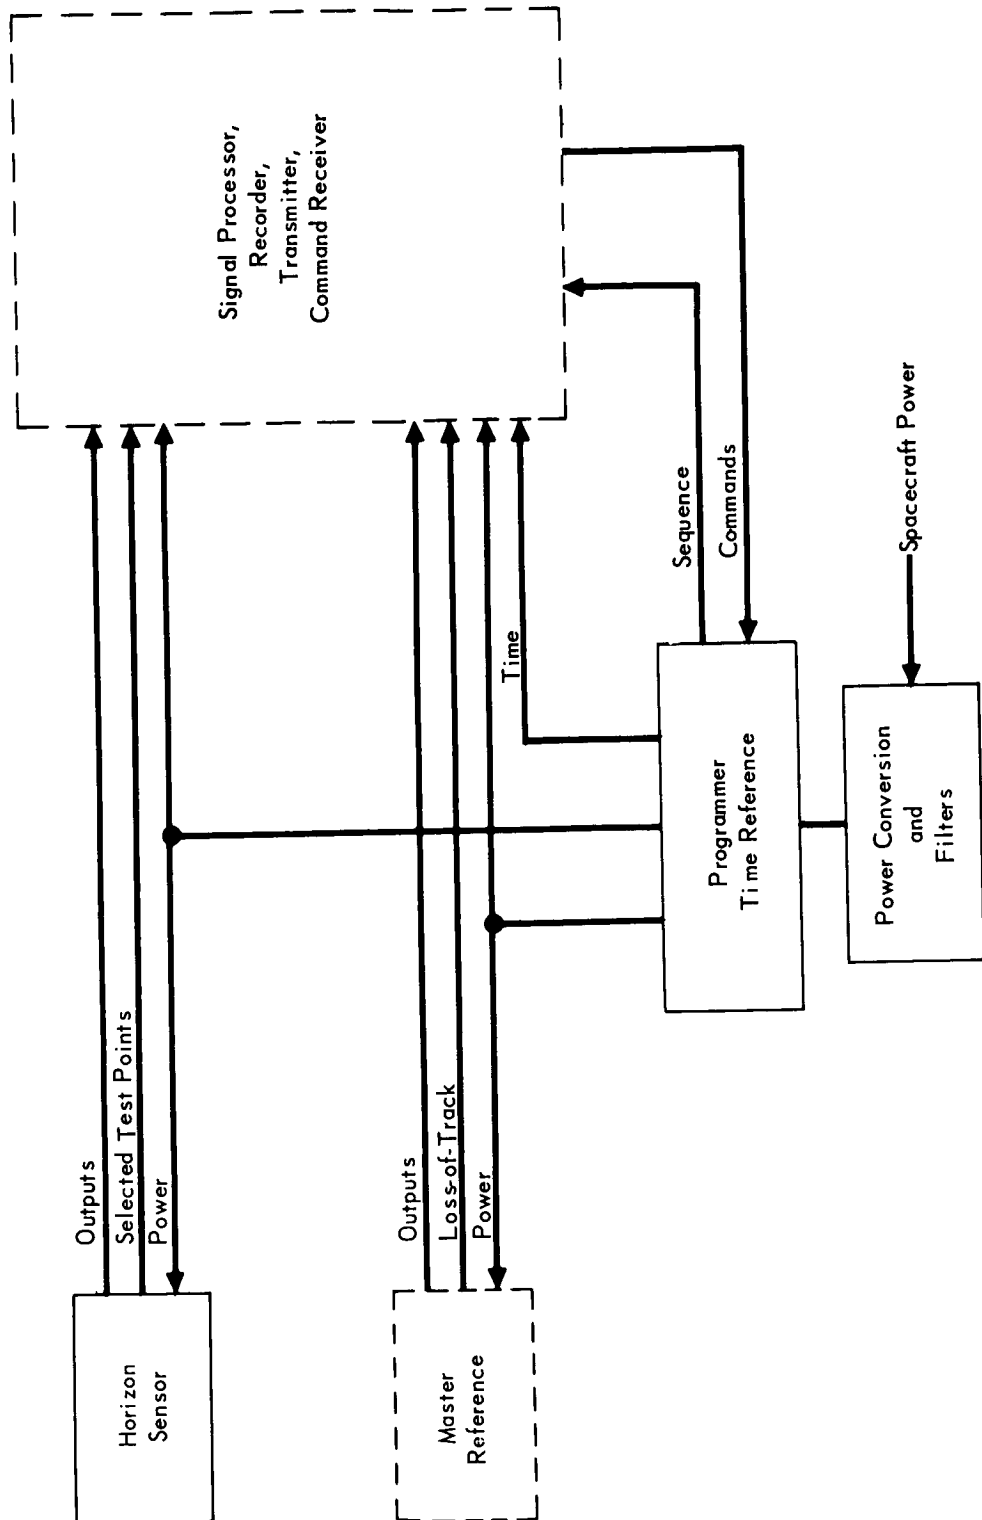 Horizon
Sensor
Outputs
Selected Test Points
Power
Signal Processor,
Recorder,
Transmitter,
Command Receiver
Master
Reference
Outputs
Loss-of-Track
Power
Time
Sequence
Commands
Programmer
Time Reference
Spacecraft Power
Power Conversion
and
Filters